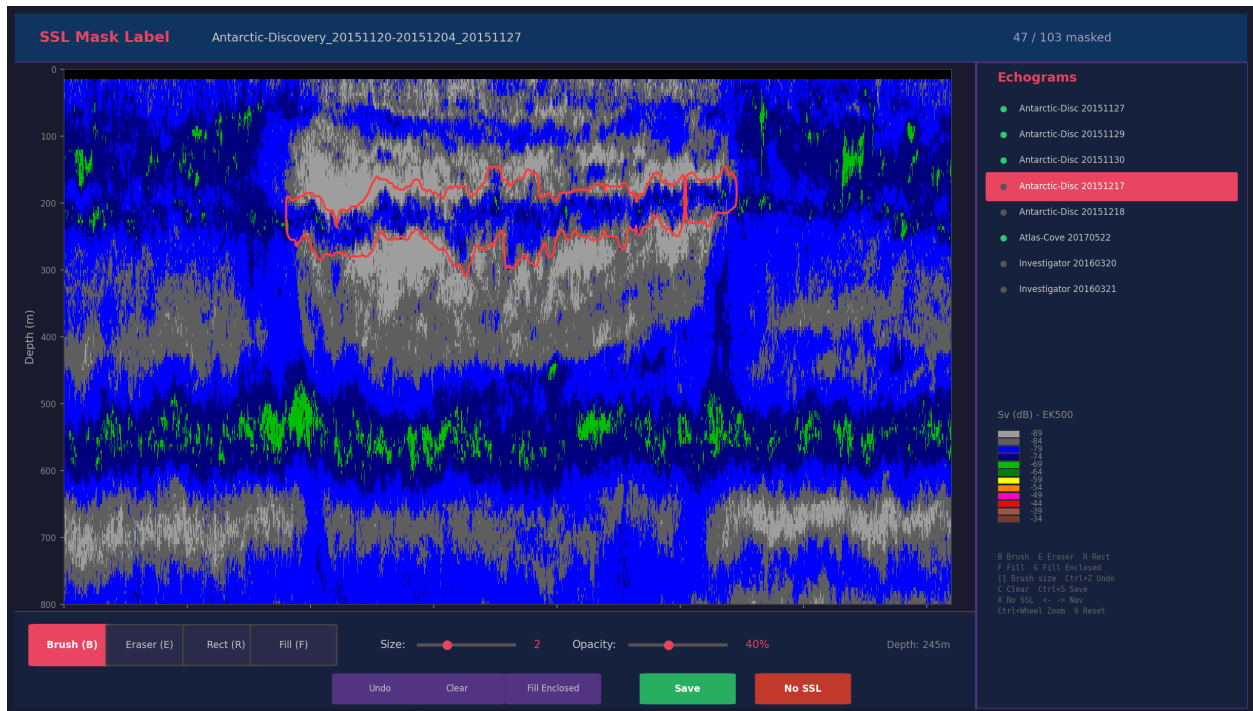 SSL Mask Label
Antarctic-Discovery_20151120-20151204_20151127
47 / 103 masked
Depth (m)
0
100
200
300
400
500
600
700
800
Echograms
Antarctic-Disc 20151127
Antarctic-Disc 20151129
Antarctic-Disc 20151130
Antarctic-Disc 20151217
Antarctic-Disc 20151218
Atlas-Cove 20170522
Investigator 20160320
Investigator 20160321
Sv (dB) - EK500
-89
-84
-79
-74
-69
-64
-59
-54
-49
-44
-39
-34
B Brush E Eraser R Rect
F Fill G Fill Enclosed
[] Brush size Ctrl+Z Undo
C Clear Ctrl+S Save
X No SSL <- -> Nav
Ctrl+Wheel Zoom 0 Reset
Brush (B)
Eraser (E)
Rect (R)
Fill (F)
Size:
2
Opacity:
40%
Depth: 245m
Undo
Clear
Fill Enclosed
Save
No SSL